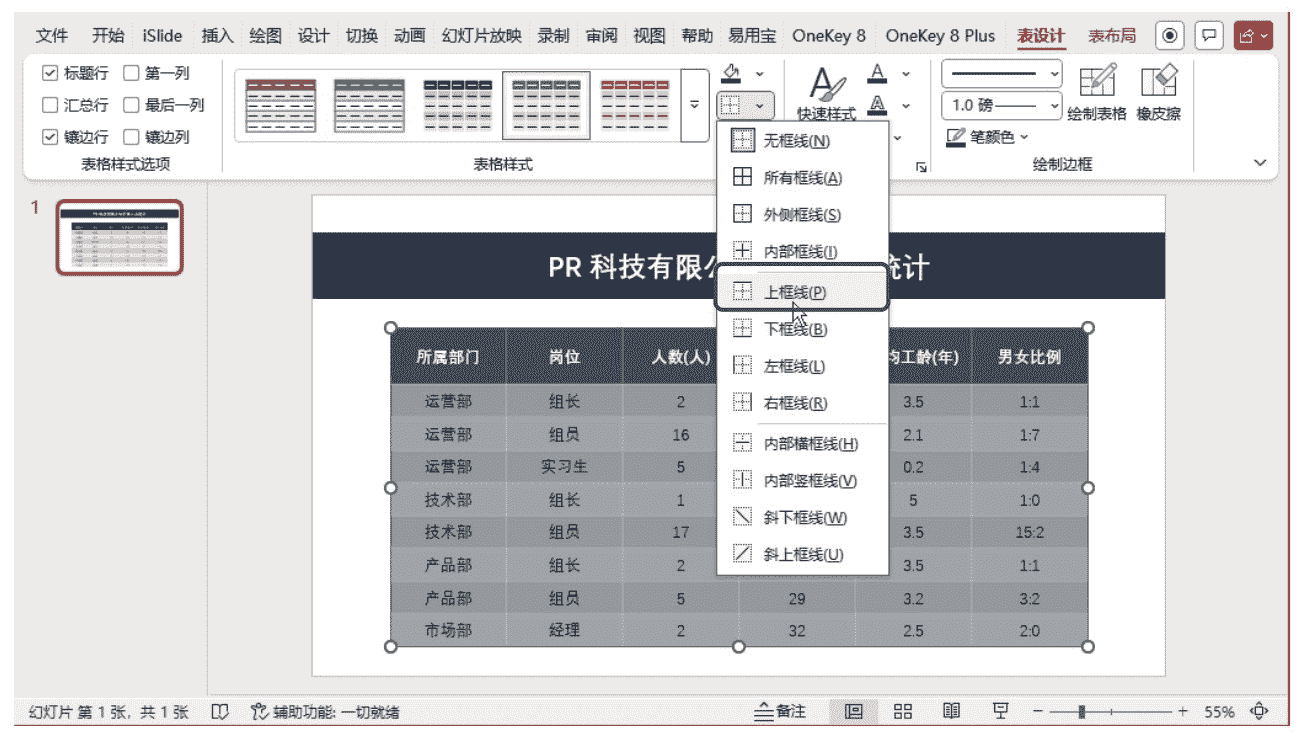 文件 开始 iSlide 插入 绘图 设计 切换 动画 幻灯片放映 录制 审阅 视图 帮助 易用宝 OneKey 8 OneKey 8 Plus 表设计 表布局
标题行 第一列
汇总行 最后一列
镶边行 镶边列
表格样式选项
表格样式
快速样式
1.0 磅
笔颜色
绘制表格 橡皮擦
绘制边框
无框线(N)
所有框线(A)
外侧框线(S)
内部框线(I)
上框线(P)
下框线(B)
左框线(L)
右框线(R)
内部横框线(H)
内部竖框线(V)
斜下框线(W)
斜上框线(U)
1
PR 科技有限 统计
所属部门 岗位 人数(人) 工龄(年) 男女比例
运营部 组长 2 3.5 1:1
运营部 组员 16 2.1 1:7
运营部 实习生 5 0.2 1:4
技术部 组长 1 5 1:0
技术部 组员 17 3.5 15:2
产品部 组长 2 3.5 1:1
产品部 组员 5 29 3.2 3:2
市场部 经理 2 32 2.5 2:0
幻灯片 第 1 张，共 1 张 辅助功能: 一切就绪 备注 55%